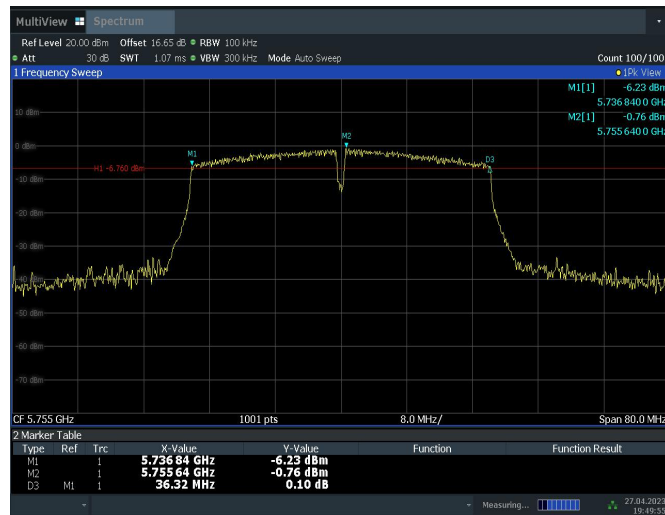 MultiView Spectrum
Ref Level 20.00 dBm Offset 16.65 dB RBW 100 kHz
Att 30 dB SWT 1.07 ms VBW 300 kHz Mode Auto Sweep Count 100/100
1 Frequency Sweep 1Pk View
M1[1] -6.23 dBm
5.736 840 0 GHz
M2[1] -0.76 dBm
5.755 640 0 GHz
10 dBm
M2
0 dBm
M1
D3
H1 -6.760 dBm
-10 dBm
-20 dBm
-30 dBm
-40 dBm
-50 dBm
-60 dBm
-70 dBm
CF 5.755 GHz 1001 pts 8.0 MHz/ Span 80.0 MHz
2 Marker Table
Type Ref Trc X-Value Y-Value Function Function Result
M1 1 5.736 84 GHz -6.23 dBm
M2 1 5.755 64 GHz -0.76 dBm
D3 M1 1 36.32 MHz 0.10 dB
Measuring... 27.04.2023
19:49:55